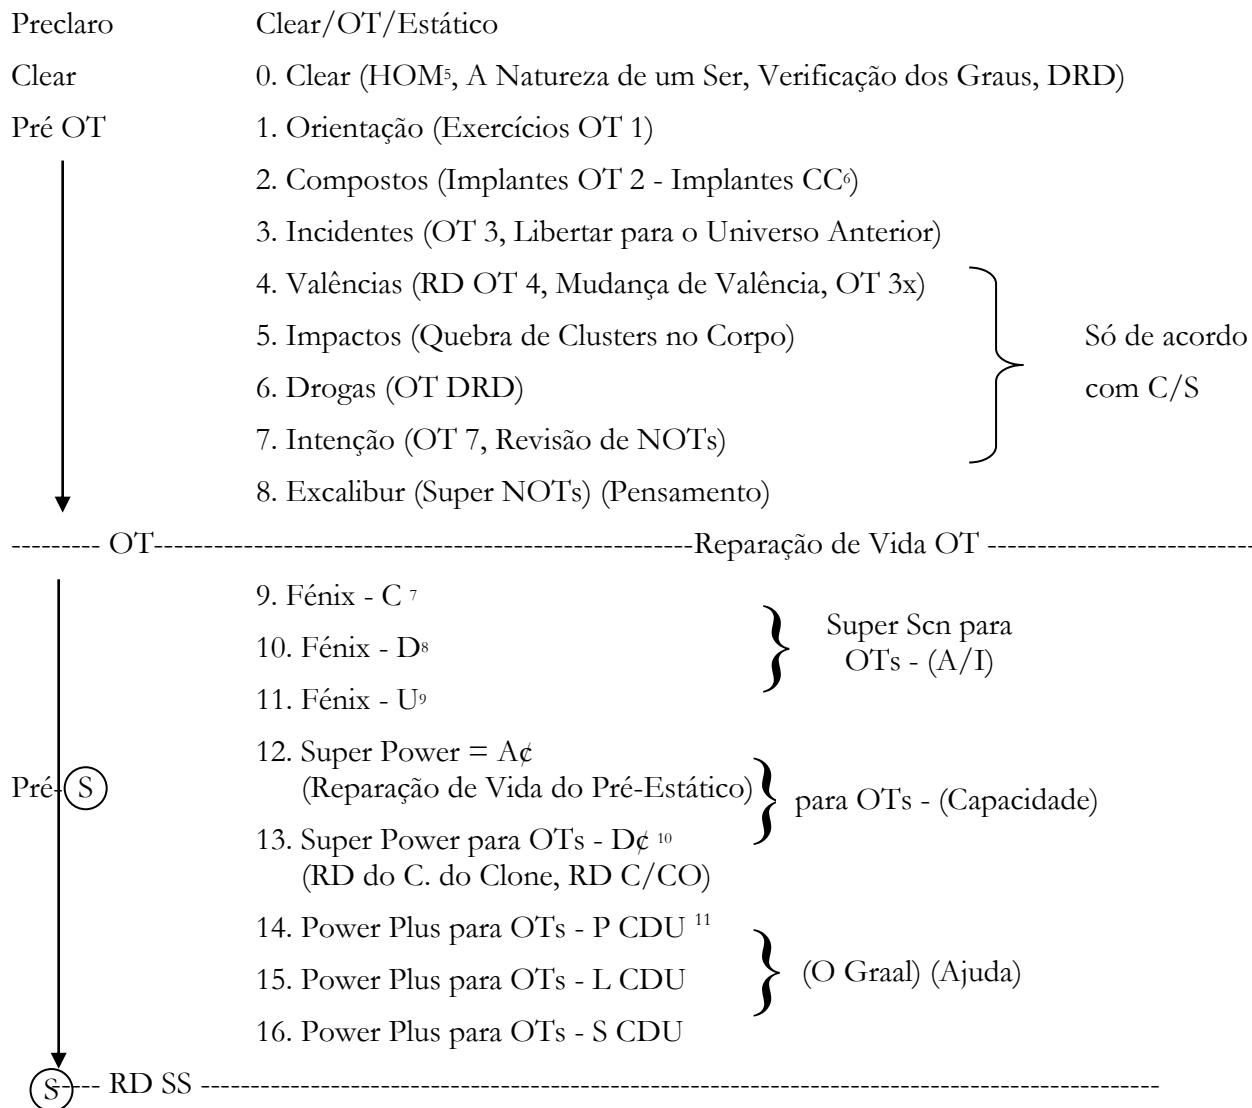 Preclaro Clear/OT/Estático
Clear 0. Clear (HOM⁵, A Natureza de um Ser, Verificação dos Graus, DRD)
Pré OT 1. Orientação (Exercícios OT 1)
2. Compostos (Implantes OT 2 - Implantes CC⁶)
3. Incidentes (OT 3, Libertar para o Universo Anterior)
4. Valências (RD OT 4, Mudança de Valência, OT 3x)
5. Impactos (Quebra de Clusters no Corpo) Só de acordo
6. Drogas (OT DRD) com C/S
7. Intenção (OT 7, Revisão de NOTs)
8. Excalibur (Super NOTs) (Pensamento)
--------- OT------------------------------------------------------Reparação de Vida OT ---------------------------
9. Fénix - C ⁷
Super Scn para
10. Fénix - D⁸
OTs - (A/I)
11. Fénix - U⁹
12. Super Power = A¢
Pré-Ⓢ (Reparação de Vida do Pré-Estático) para OTs - (Capacidade)
13. Super Power para OTs - D¢ ¹⁰
(RD do C. do Clone, RD C/CO)
14. Power Plus para OTs - P CDU ¹¹
15. Power Plus para OTs - L CDU (O Graal) (Ajuda)
16. Power Plus para OTs - S CDU
Ⓢ----- RD SS -----------------------------------------------------------------------------------------------